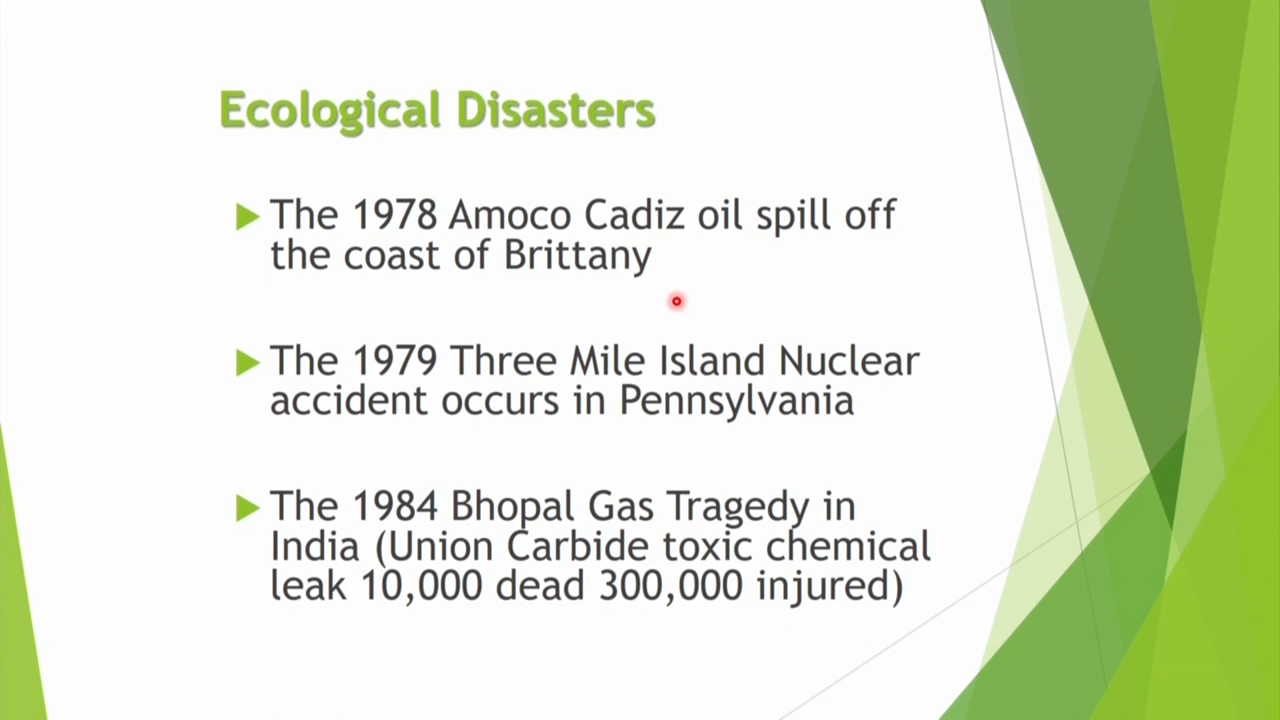 Ecological Disasters
The 1978 Amoco Cadiz oil spill off
the coast of Brittany
The 1979 Three Mile Island Nuclear
accident occurs in Pennsylvania
The 1984 Bhopal Gas Tragedy in
India (Union Carbide toxic chemical
leak 10,000 dead 300,000 injured)